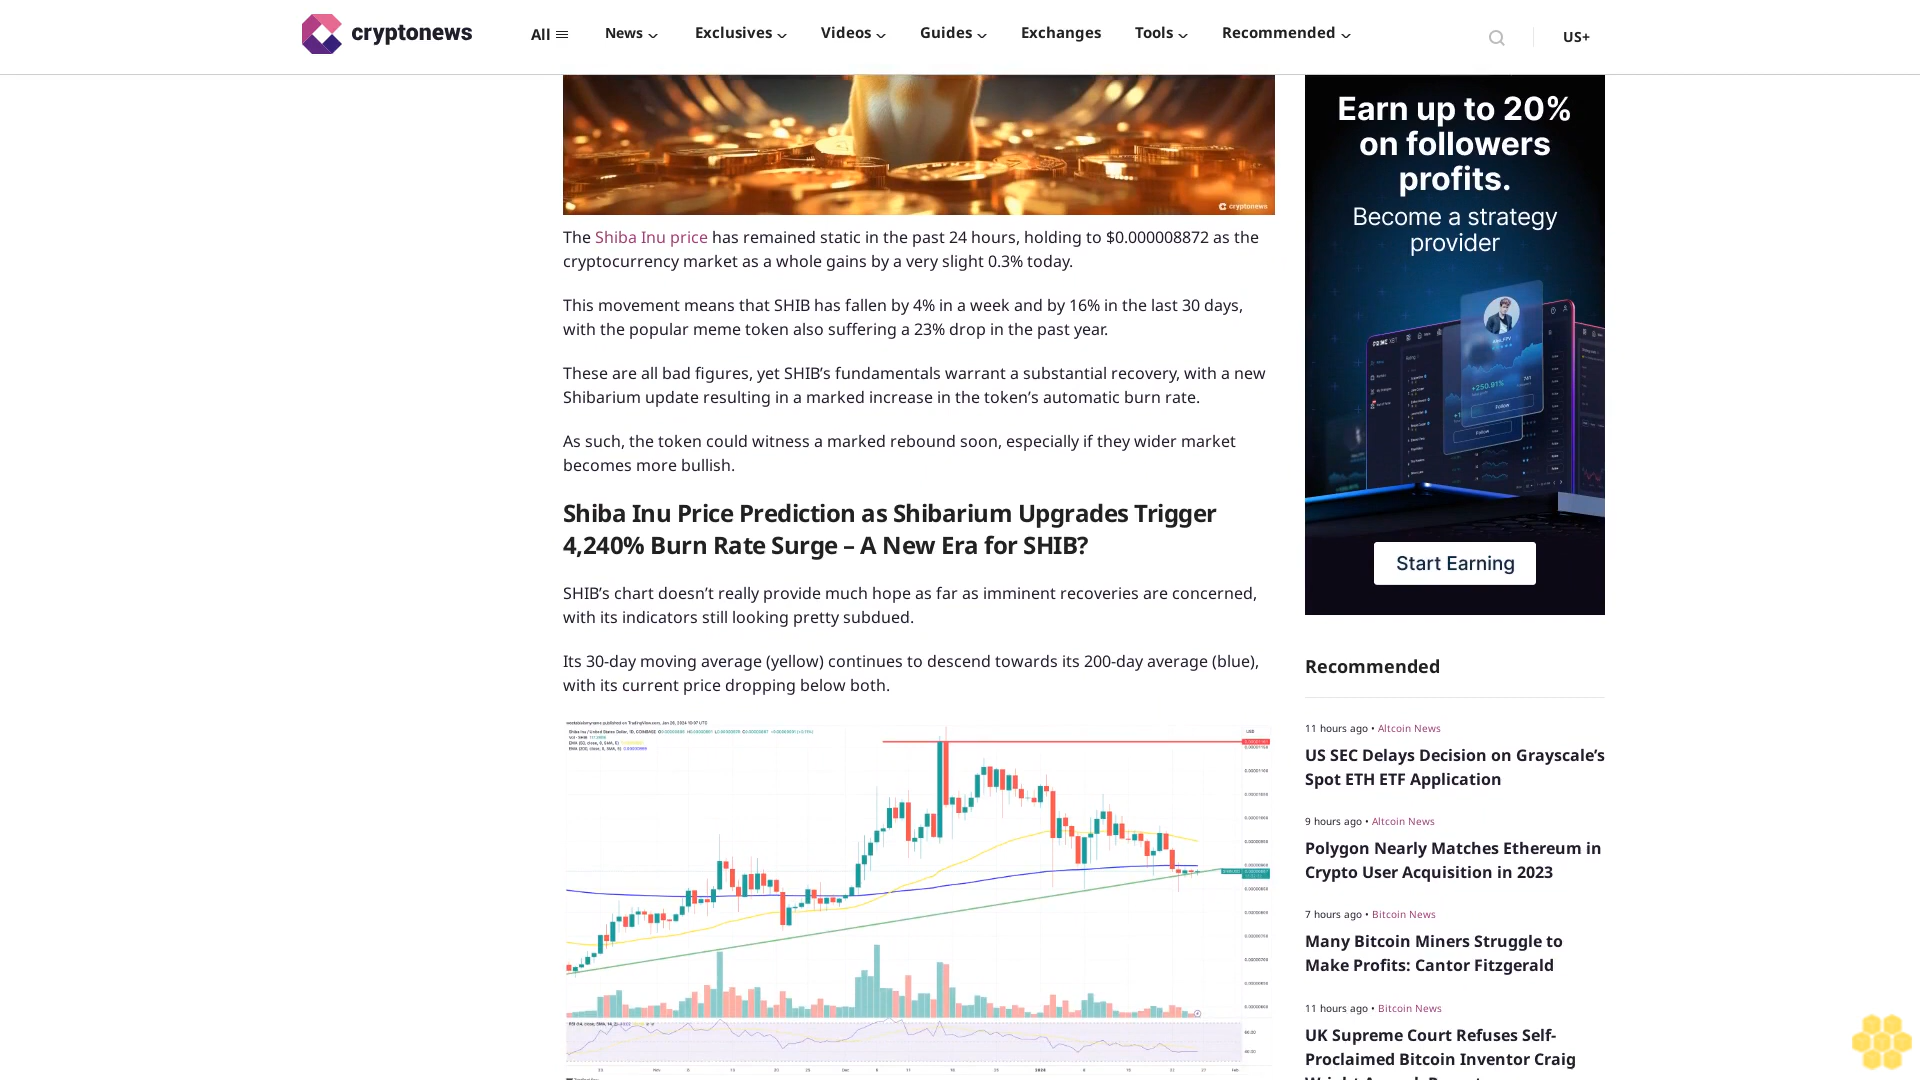 cryptonews
All
News
Exclusives
Videos
Guides
Exchanges
Tools
Recommended
US+
cryptonews
The Shiba Inu price has remained static in the past 24 hours, holding to $0.000008872 as the
cryptocurrency market as a whole gains by a very slight 0.3% today.
This movement means that SHIB has fallen by 4% in a week and by 16% in the last 30 days,
with the popular meme token also suffering a 23% drop in the past year.
These are all bad figures, yet SHIB’s fundamentals warrant a substantial recovery, with a new
Shibarium update resulting in a marked increase in the token’s automatic burn rate.
As such, the token could witness a marked rebound soon, especially if they wider market
becomes more bullish.
Shiba Inu Price Prediction as Shibarium Upgrades Trigger
4,240% Burn Rate Surge – A New Era for SHIB?
SHIB’s chart doesn’t really provide much hope as far as imminent recoveries are concerned,
with its indicators still looking pretty subdued.
Its 30-day moving average (yellow) continues to descend towards its 200-day average (blue),
with its current price dropping below both.
Earn up to 20%
on followers
profits.
Become a strategy
provider
PRIME XBT
+250.91%
Follow
Follow
Start Earning
Recommended
11 hours ago • Altcoin News
US SEC Delays Decision on Grayscale’s
Spot ETH ETF Application
9 hours ago • Altcoin News
Polygon Nearly Matches Ethereum in
Crypto User Acquisition in 2023
7 hours ago • Bitcoin News
Many Bitcoin Miners Struggle to
Make Profits: Cantor Fitzgerald
11 hours ago • Bitcoin News
UK Supreme Court Refuses Self-
Proclaimed Bitcoin Inventor Craig